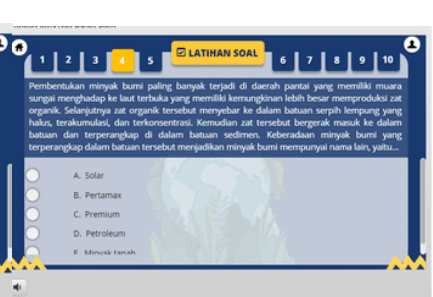 1 2 3 4 5 LATIHAN SOAL 6 7 8 9 10
Pembentukan minyak bumi paling banyak terjadi di daerah pantai yang memiliki muara
sungai menghadap ke laut terbuka yang memiliki kemungkinan lebih besar memproduksi zat
organik. Selanjutnya zat organik tersebut menyebar ke dalam batuan serpih lempung yang
halus, terakumulasi, dan terkonsentrasi. Kemudian zat tersebut bergerak masuk ke dalam
batuan dan terperangkap di dalam batuan sedimen. Keberadaan minyak bumi yang
terperangkap dalam batuan tersebut menjadikan minyak bumi mempunyai nama lain, yaitu...
A. Solar
B. Pertamax
C. Premium
D. Petroleum
E. Minyak tanah